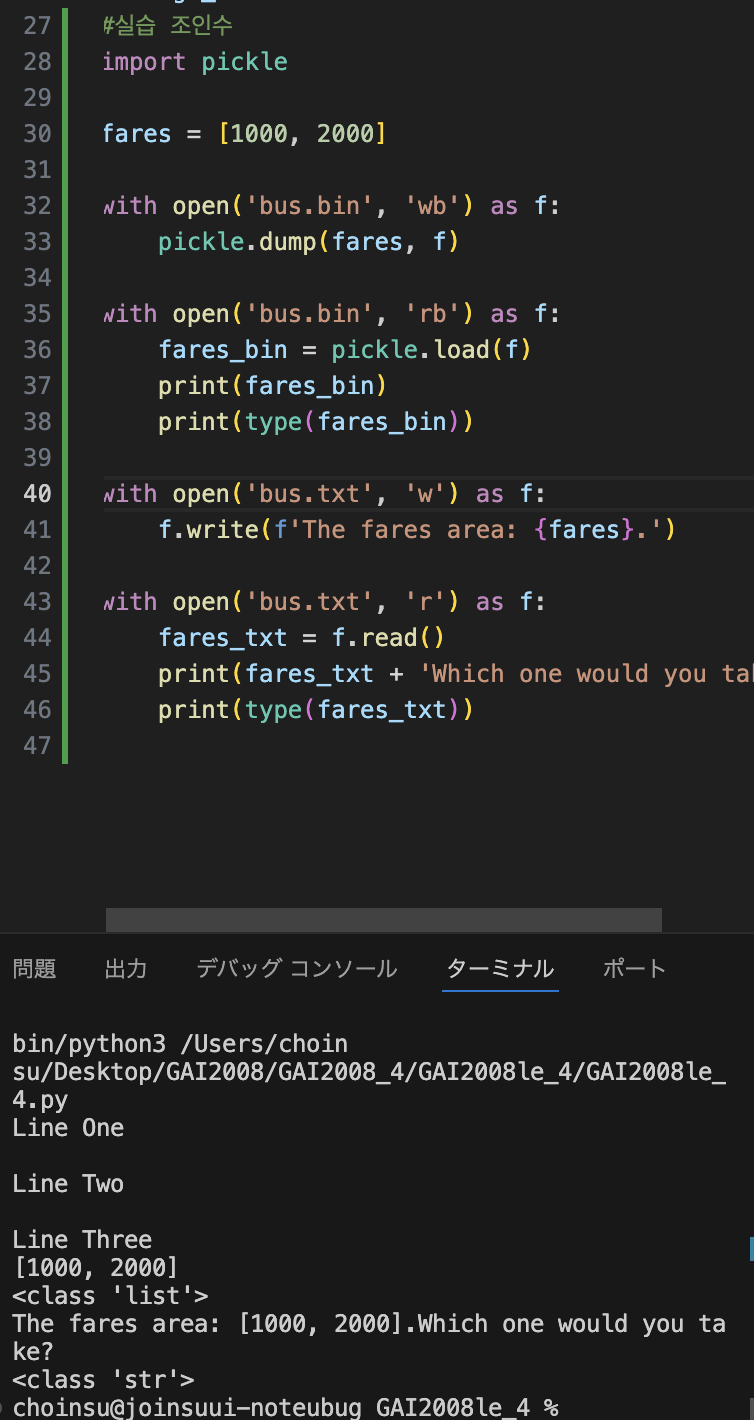 27 #실습 조인수
28 import pickle
29
30 fares = [1000, 2000]
31
32 with open('bus.bin', 'wb') as f:
33     pickle.dump(fares, f)
34
35 with open('bus.bin', 'rb') as f:
36     fares_bin = pickle.load(f)
37     print(fares_bin)
38     print(type(fares_bin))
39
40 with open('bus.txt', 'w') as f:
41     f.write(f'The fares area: {fares}.')
42
43 with open('bus.txt', 'r') as f:
44     fares_txt = f.read()
45     print(fares_txt + 'Which one would you ta
46     print(type(fares_txt))
47
問題 出力 デバッグ コンソール ターミナル ポート
bin/python3 /Users/choin
su/Desktop/GAI2008/GAI2008_4/GAI2008le_4/GAI2008le_
4.py
Line One
Line Two
Line Three
[1000, 2000]
<class 'list'>
The fares area: [1000, 2000].Which one would you ta
ke?
<class 'str'>
choinsu@joinsuui-noteubug GAI2008le_4 %